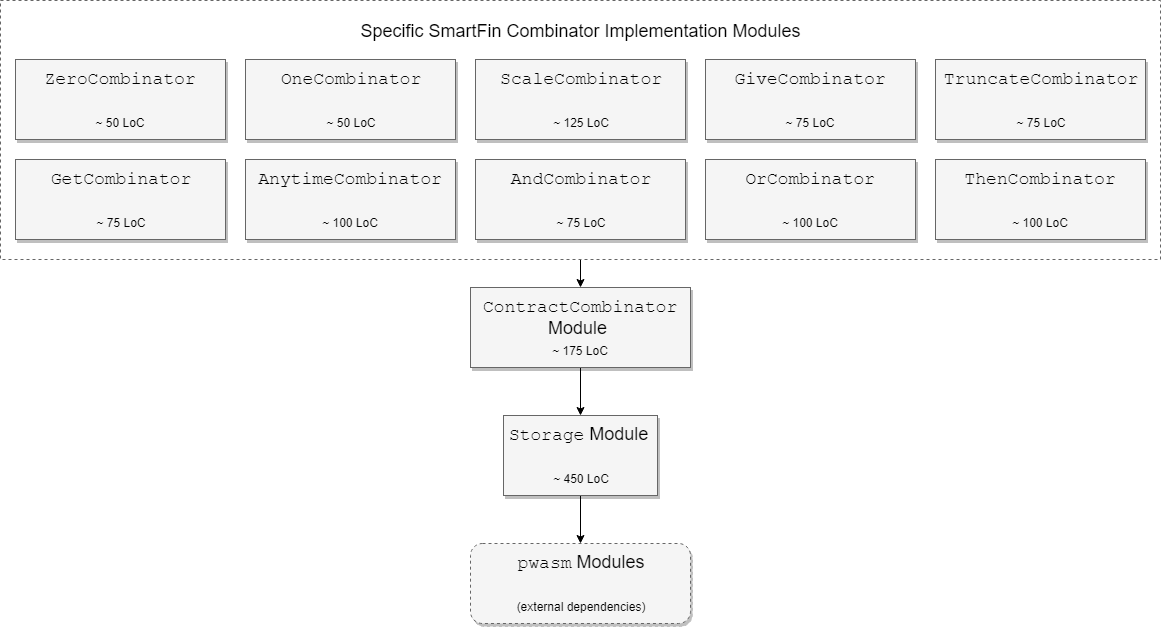 Specific SmartFin Combinator Implementation Modules
ZeroCombinator
~ 50 LoC
OneCombinator
~ 50 LoC
ScaleCombinator
~ 125 LoC
GiveCombinator
~ 75 LoC
TruncateCombinator
~ 75 LoC
GetCombinator
~ 75 LoC
AnytimeCombinator
~ 100 LoC
AndCombinator
~ 75 LoC
OrCombinator
~ 100 LoC
ThenCombinator
~ 100 LoC
ContractCombinator
Module
~ 175 LoC
Storage Module
~ 450 LoC
pwasm Modules
(external dependencies)